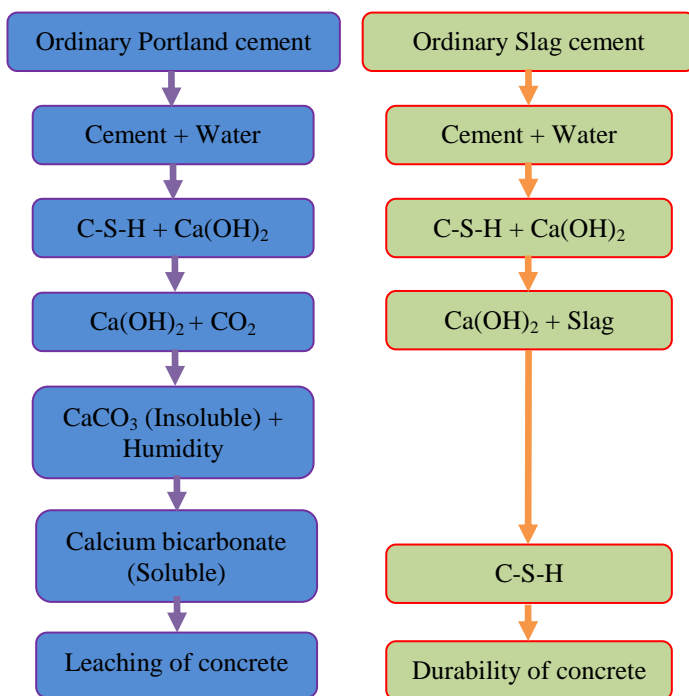 Ordinary Portland cement
Cement + Water
C-S-H + Ca(OH)₂
Ca(OH)₂ + CO₂
CaCO₃ (Insoluble) +
Humidity
Calcium bicarbonate
(Soluble)
Leaching of concrete
Ordinary Slag cement
Cement + Water
C-S-H + Ca(OH)₂
Ca(OH)₂ + Slag
C-S-H
Durability of concrete